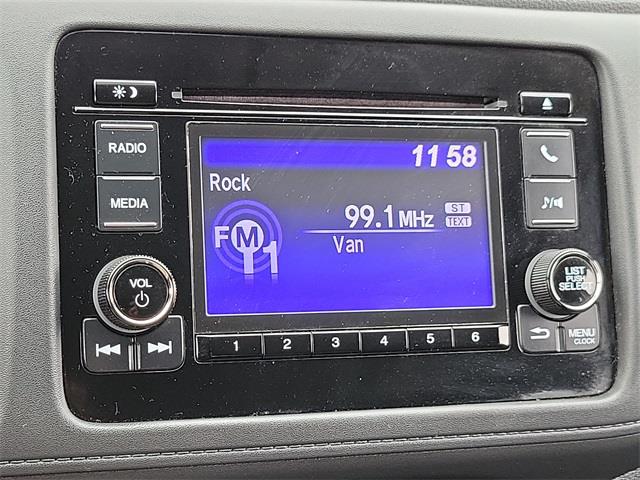 RADIO
MEDIA
VOL
11 58
Rock
FM1
99.1 MHz
ST
TEXT
Van
1 2 3 4 5 6
LIST
PUSH
SELECT
MENU
CLOCK